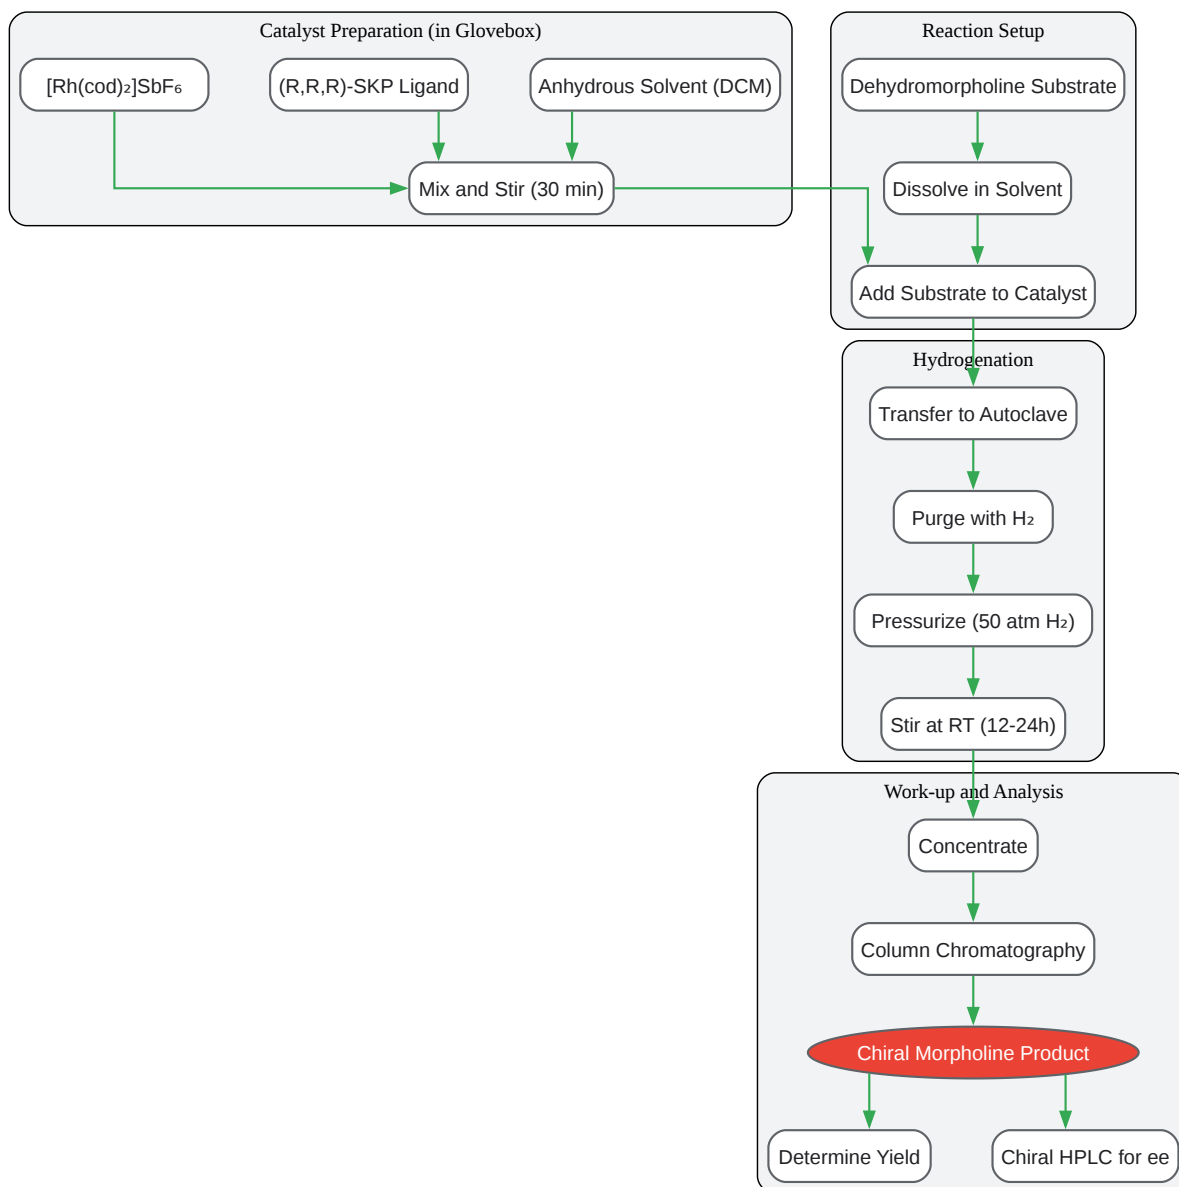 Catalyst Preparation (in Glovebox)
[Rh(cod)₂]SbF₆
(R,R,R)-SKP Ligand
Anhydrous Solvent (DCM)
Mix and Stir (30 min)
Reaction Setup
Dehydromorpholine Substrate
Dissolve in Solvent
Add Substrate to Catalyst
Hydrogenation
Transfer to Autoclave
Purge with H₂
Pressurize (50 atm H₂)
Stir at RT (12-24h)
Work-up and Analysis
Concentrate
Column Chromatography
Chiral Morpholine Product
Determine Yield
Chiral HPLC for ee